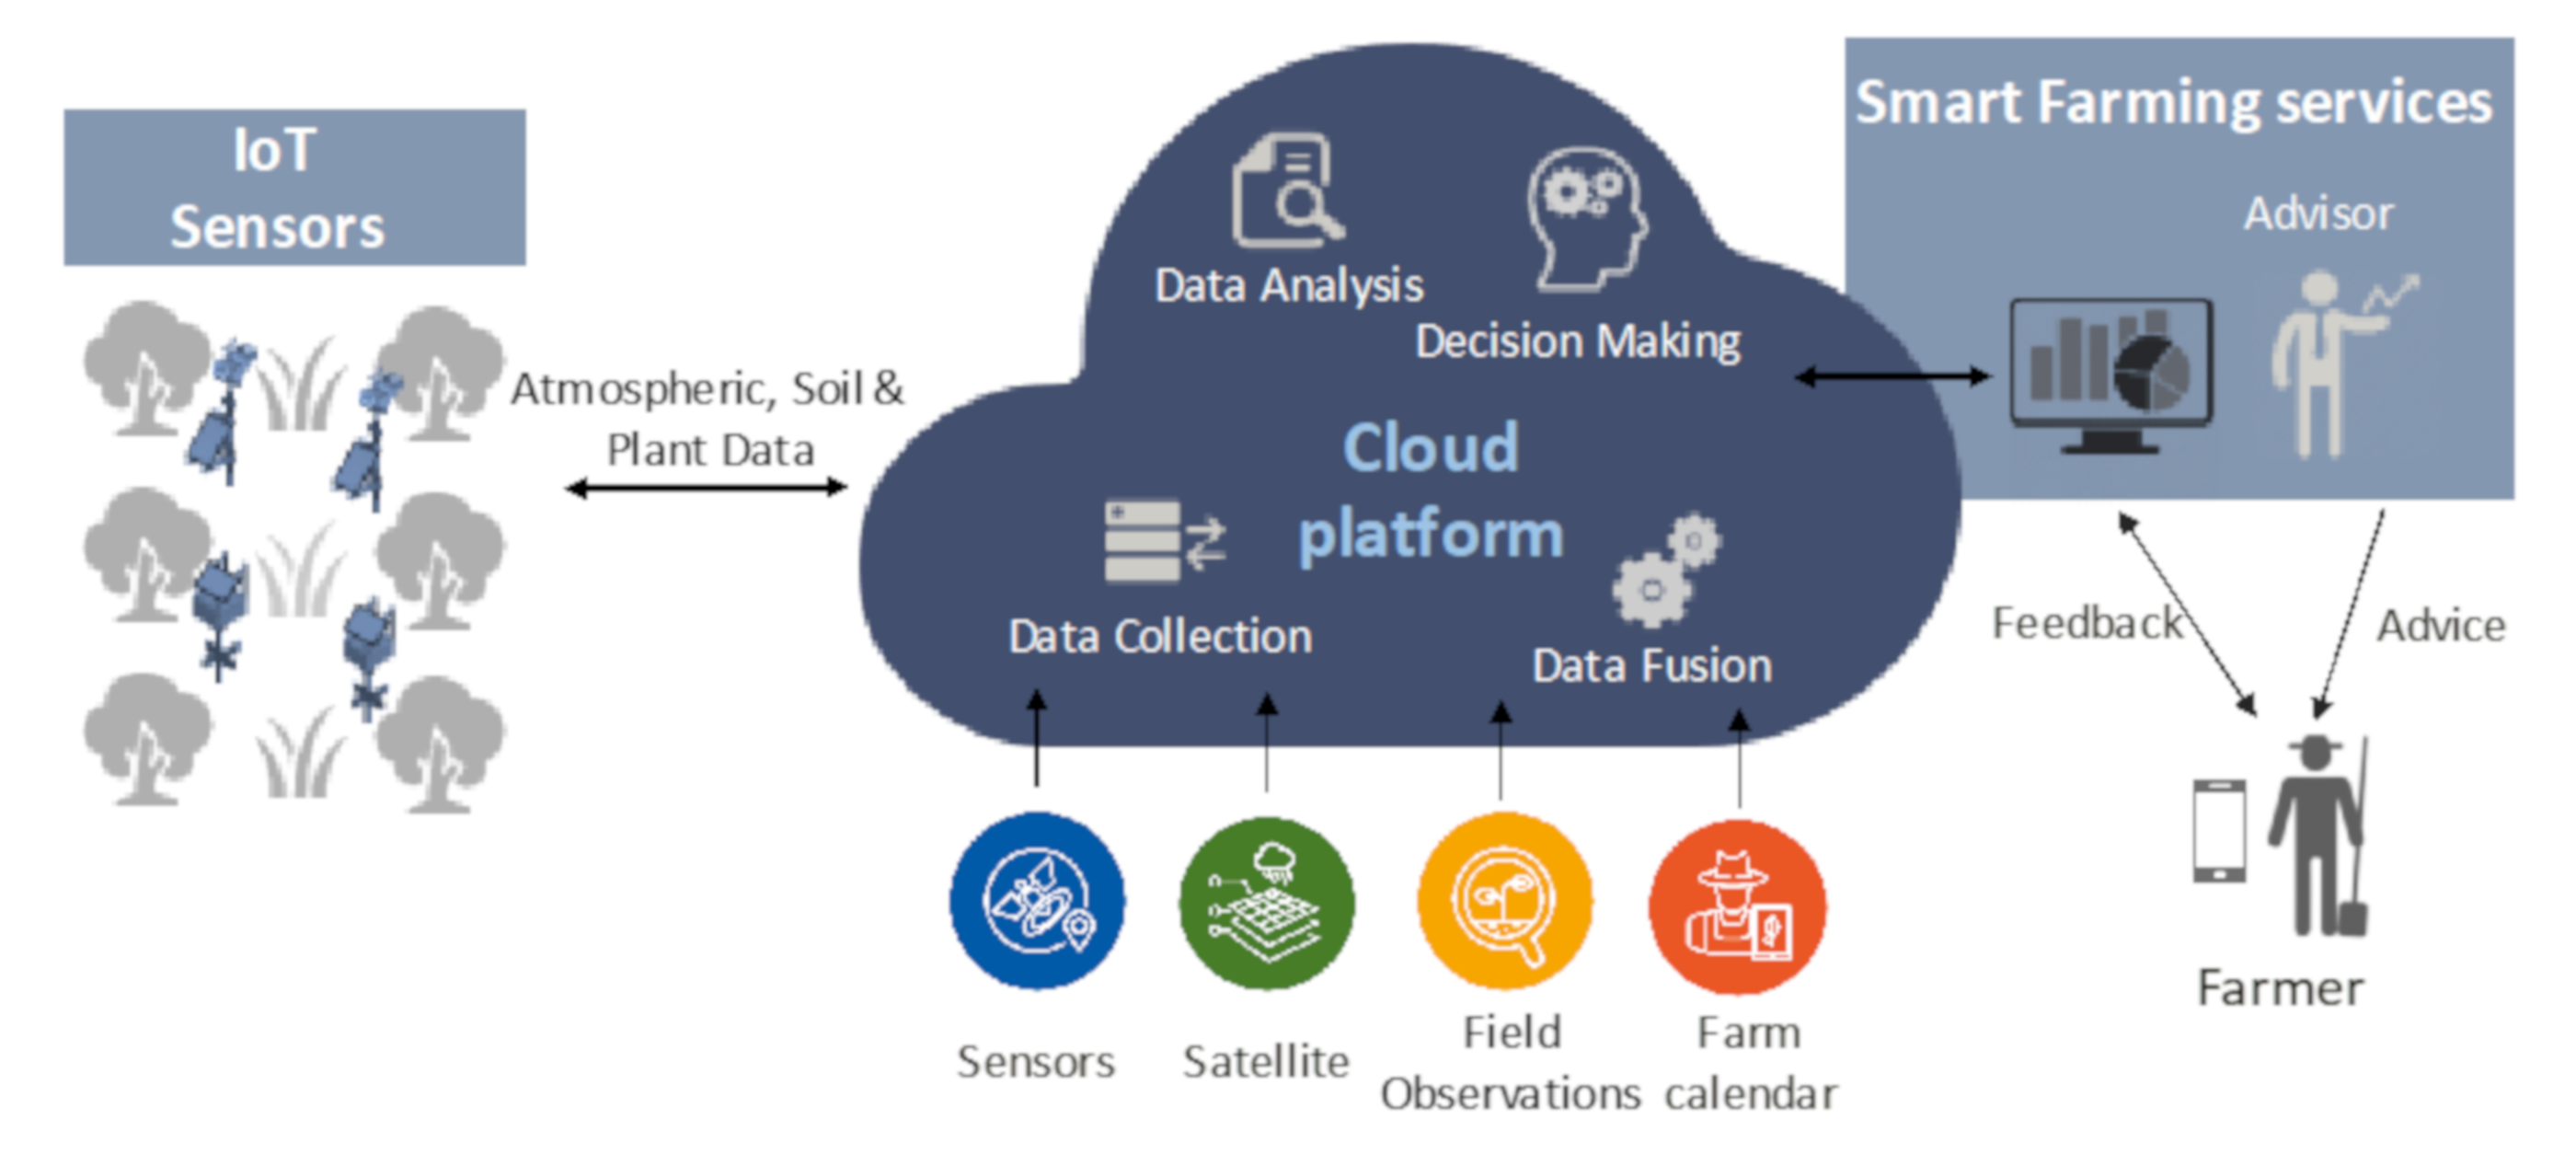 IoT
Sensors
Atmospheric, Soil &
Plant Data
Data Analysis
Decision Making
Cloud
platform
Data Collection
Data Fusion
Smart Farming services
Advisor
Feedback
Advice
Farmer
Sensors
Satellite
Field
Observations
Farm
calendar